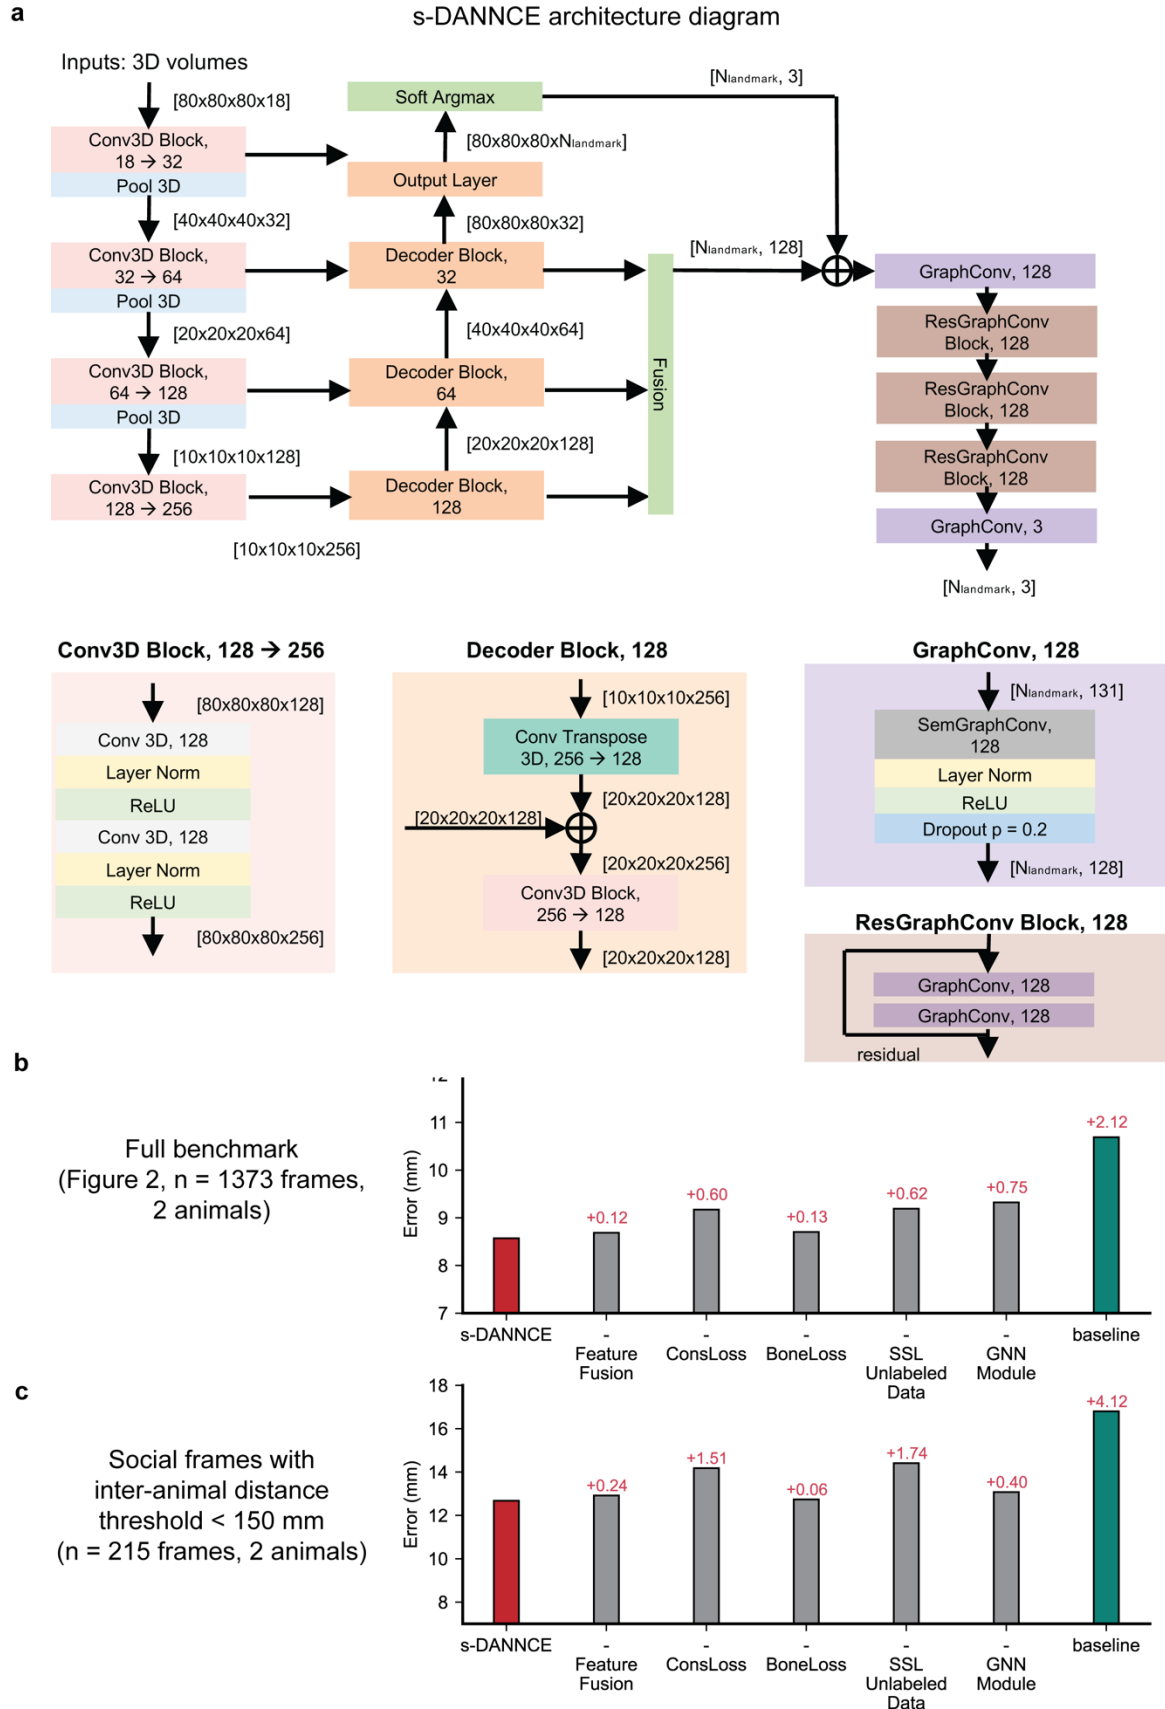 a
s-DANNCE architecture diagram
Inputs: 3D volumes
[80x80x80x18]
Conv3D Block,
18 → 32
Pool 3D
[40x40x40x32]
Conv3D Block,
32 → 64
Pool 3D
[20x20x20x64]
Conv3D Block,
64 → 128
Pool 3D
[10x10x10x128]
Conv3D Block,
128 → 256
[10x10x10x256]
Soft Argmax
[80x80x80xNlandmark]
Output Layer
[80x80x80x32]
Decoder Block,
32
[40x40x40x64]
Decoder Block,
64
[20x20x20x128]
Decoder Block,
128
Fusion
[Nlandmark, 3]
[Nlandmark, 128]
GraphConv, 128
ResGraphConv
Block, 128
ResGraphConv
Block, 128
ResGraphConv
Block, 128
GraphConv, 3
[Nlandmark, 3]
Conv3D Block, 128 → 256
[80x80x80x128]
Conv 3D, 128
Layer Norm
ReLU
Conv 3D, 128
Layer Norm
ReLU
[80x80x80x256]
Decoder Block, 128
[10x10x10x256]
Conv Transpose
3D, 256 → 128
[20x20x20x128]
[20x20x20x128]
[20x20x20x256]
Conv3D Block,
256 → 128
[20x20x20x128]
GraphConv, 128
[Nlandmark, 131]
SemGraphConv,
128
Layer Norm
ReLU
Dropout p = 0.2
[Nlandmark, 128]
ResGraphConv Block, 128
GraphConv, 128
GraphConv, 128
residual
b
Full benchmark
(Figure 2, n = 1373 frames,
2 animals)
Error (mm)
12
11
10
9
8
7
+0.12
+0.60
+0.13
+0.62
+0.75
+2.12
s-DANNCE
-
Feature
Fusion
-
ConsLoss
-
BoneLoss
-
SSL
Unlabeled
Data
-
GNN
Module
baseline
c
Social frames with
inter-animal distance
threshold < 150 mm
(n = 215 frames, 2 animals)
Error (mm)
18
16
14
12
10
8
+0.24
+1.51
+0.06
+1.74
+0.40
+4.12
s-DANNCE
-
Feature
Fusion
-
ConsLoss
-
BoneLoss
-
SSL
Unlabeled
Data
-
GNN
Module
baseline